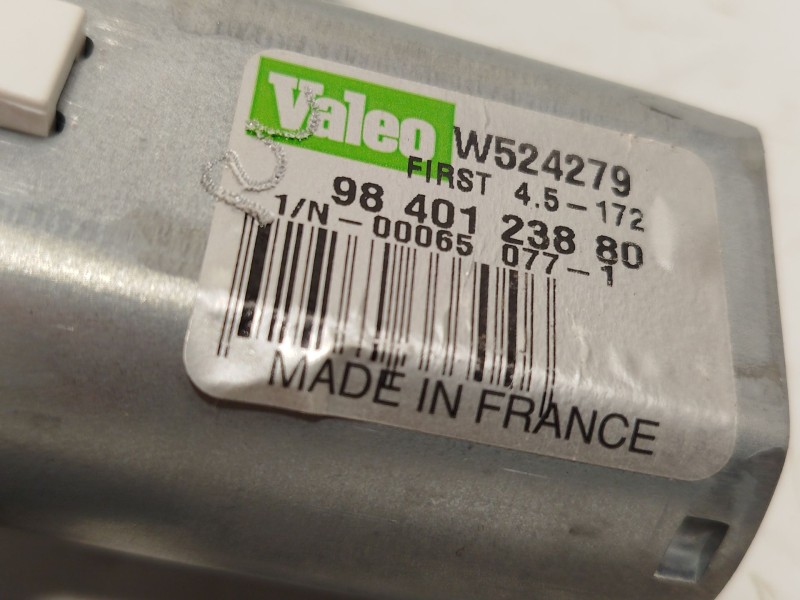 Valeo W524279
FIRST 4.5-172
98 401 238 80
1/N-00065 077-1
MADE IN FRANCE